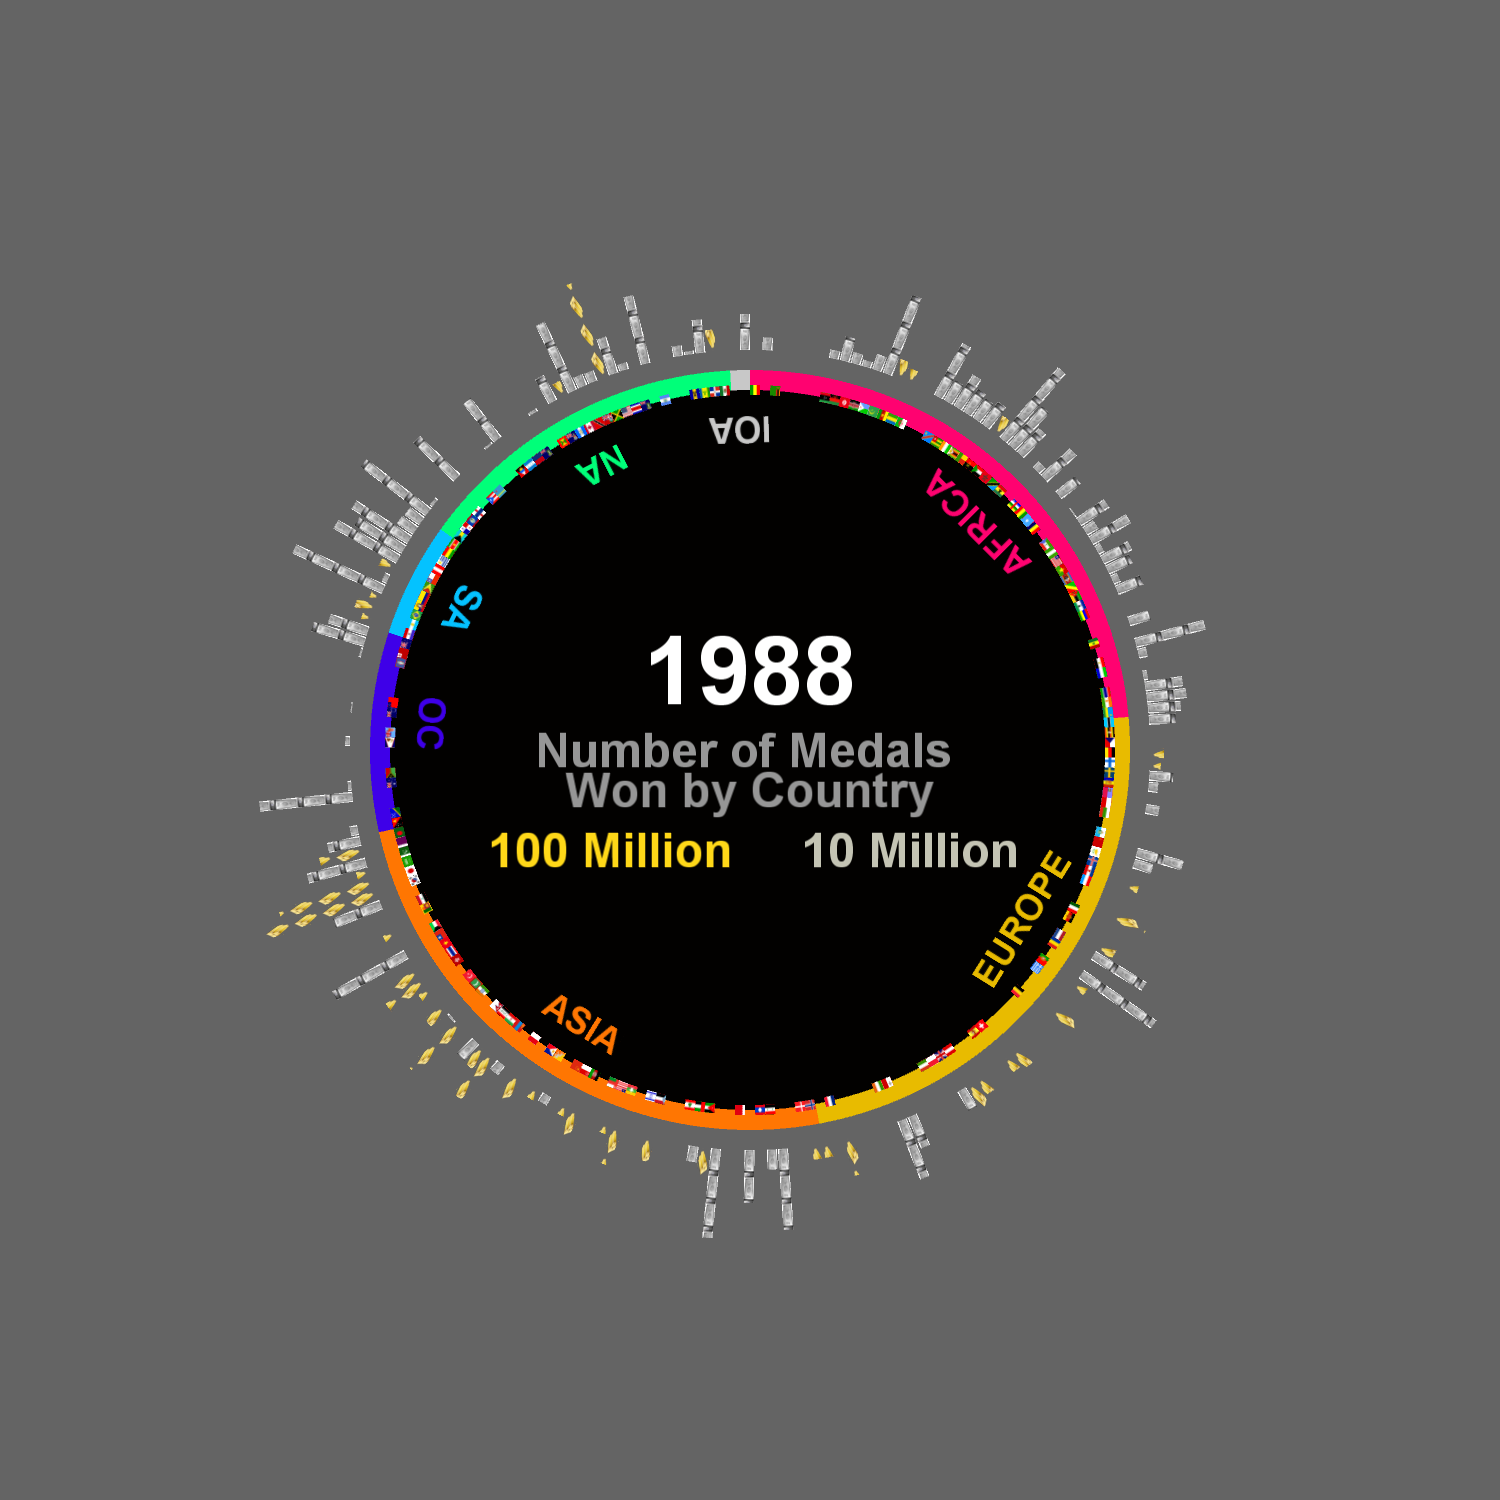 IOA
NA
AFRICA
SA
1988
OC
Number of Medals
Won by Country
100 Million 10 Million
EUROPE
ASIA